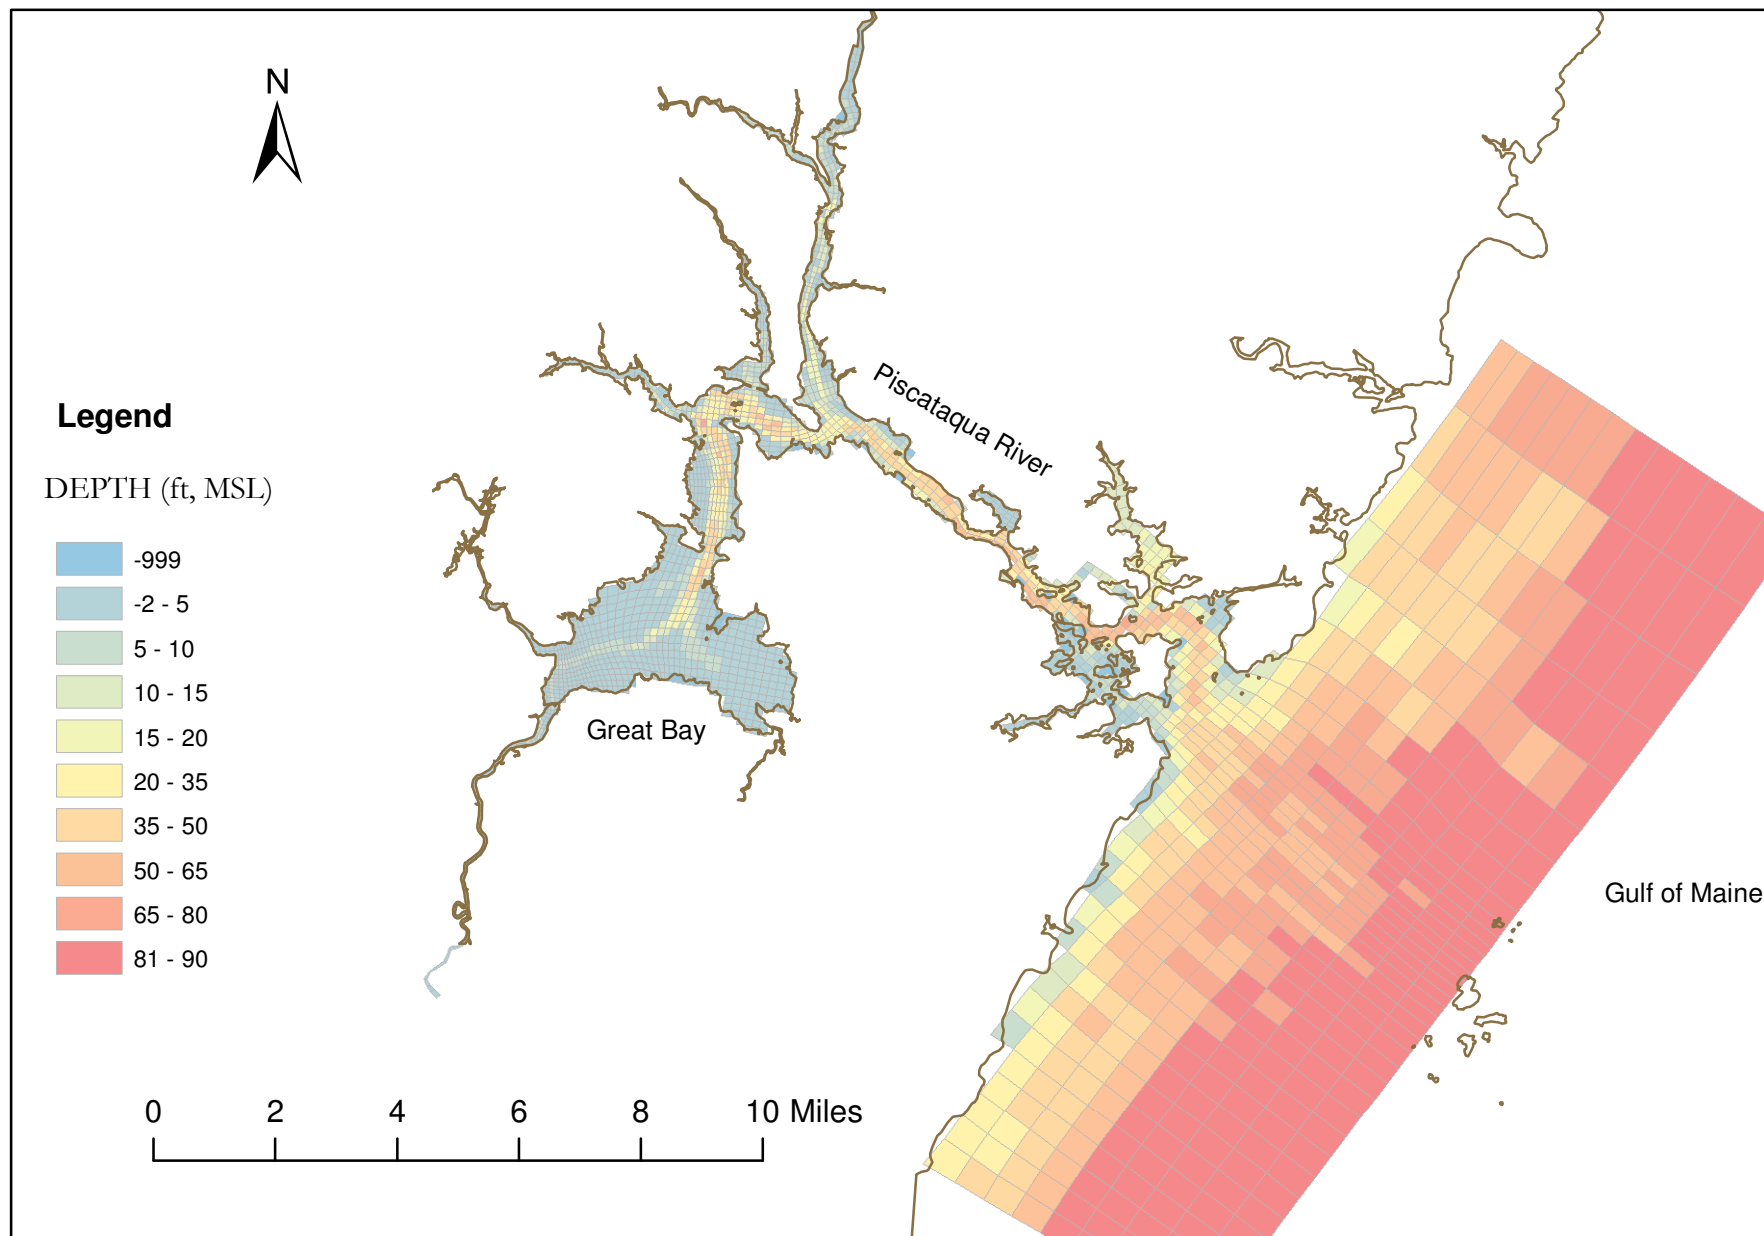 N
Piscataqua River
Legend
DEPTH (ft, MSL)
-999
-2 - 5
5 - 10
10 - 15
15 - 20
20 - 35
35 - 50
50 - 65
65 - 80
81 - 90
Great Bay
Gulf of Maine
0 2 4 6 8 10 Miles